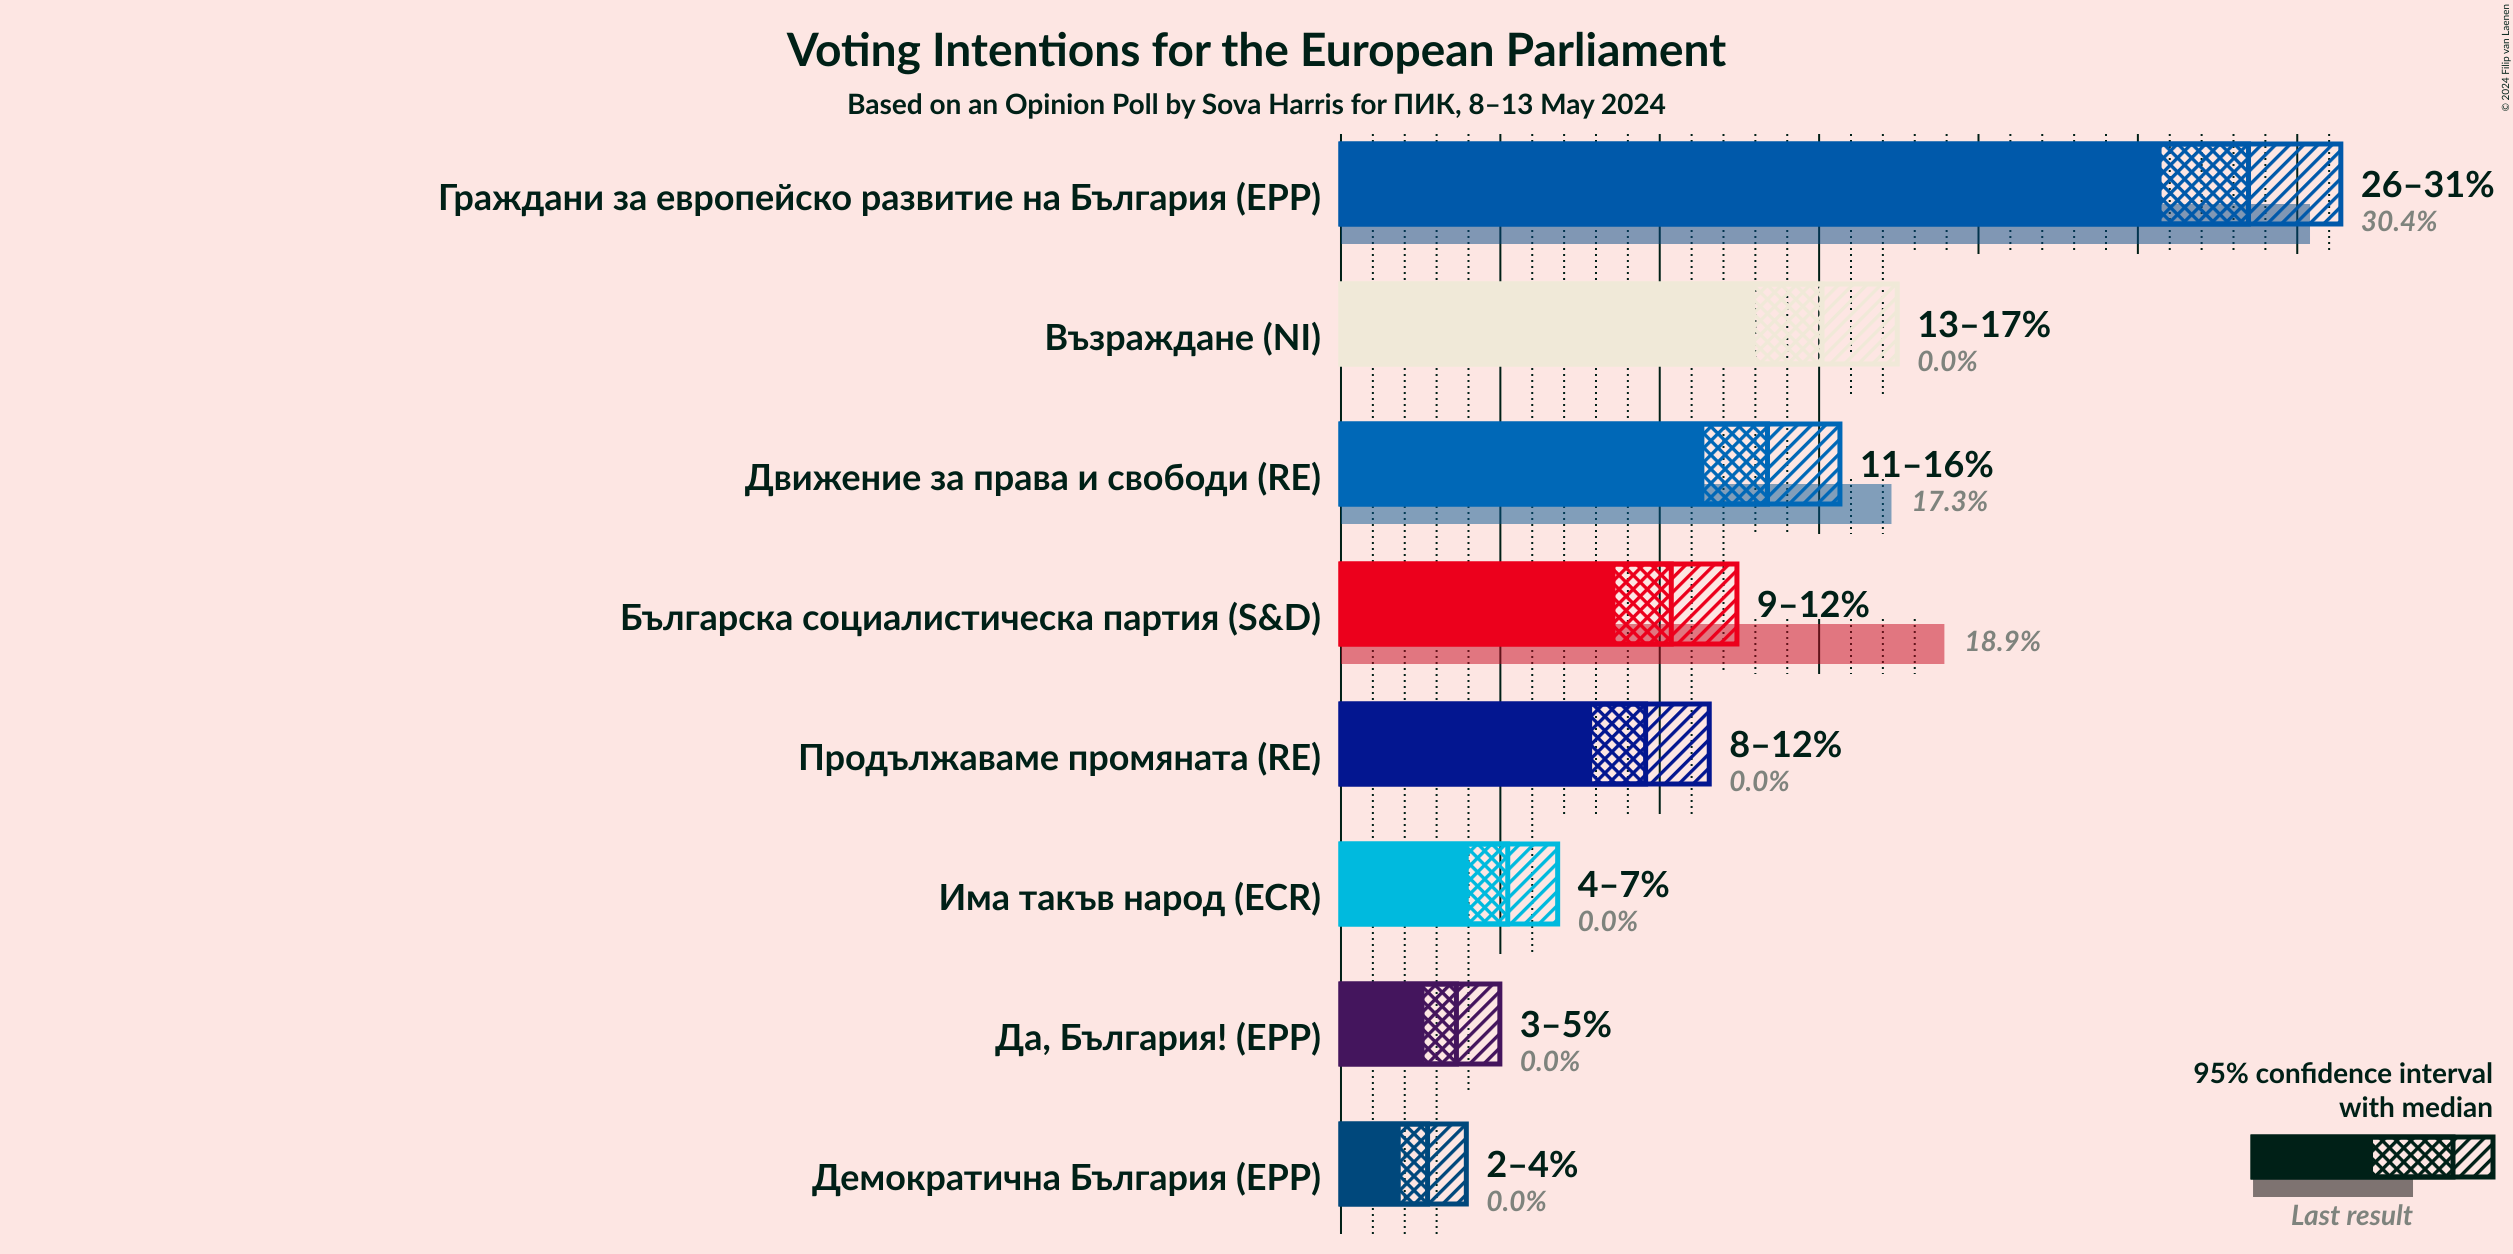 Voting Intentions for the European Parliament
Based on an Opinion Poll by Sova Harris for ПИК, 8–13 May 2024
© 2024 Filip van Laenen
Граждани за европейско развитие на България (EPP)
26–31%
30.4%
Възраждане (NI)
13–17%
0.0%
Движение за права и свободи (RE)
11–16%
17.3%
Българска социалистическа партия (S&D)
9–12%
18.9%
Продължаваме промяната (RE)
8–12%
0.0%
Има такъв народ (ECR)
4–7%
0.0%
Да, България! (EPP)
3–5%
0.0%
Демократична България (EPP)
2–4%
0.0%
95% confidence interval
with median
Last result